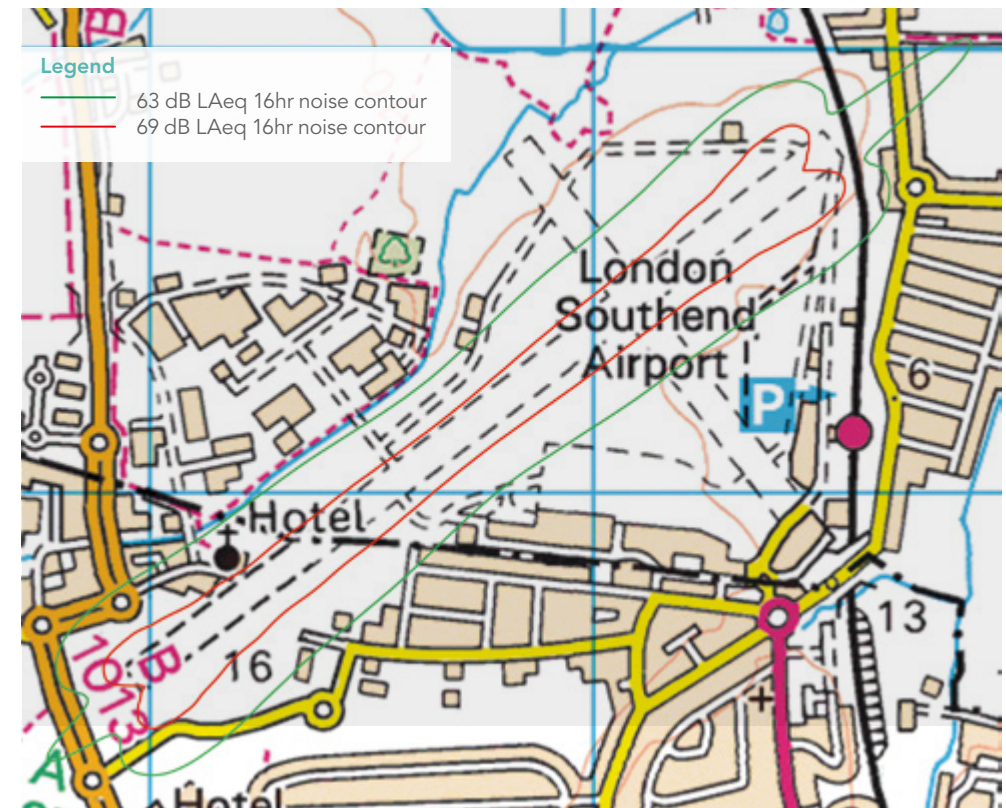 B
Legend
63 dB LAeq 16hr noise contour
69 dB LAeq 16hr noise contour
London
Southend
Airport
P
6
Hotel
13
B
1013
16
A
Hotel